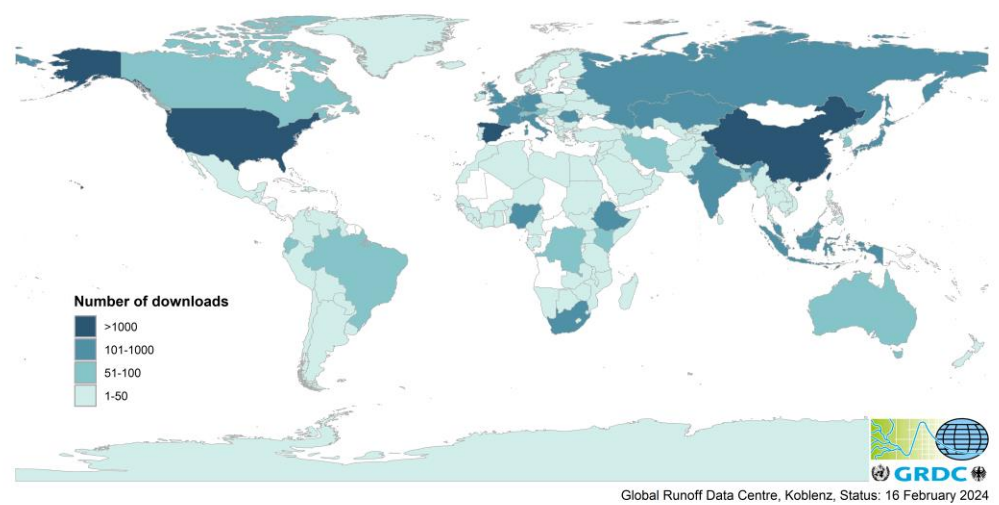 Number of downloads
>1000
101-1000
51-100
1-50
GRDC
Global Runoff Data Centre, Koblenz, Status: 16 February 2024